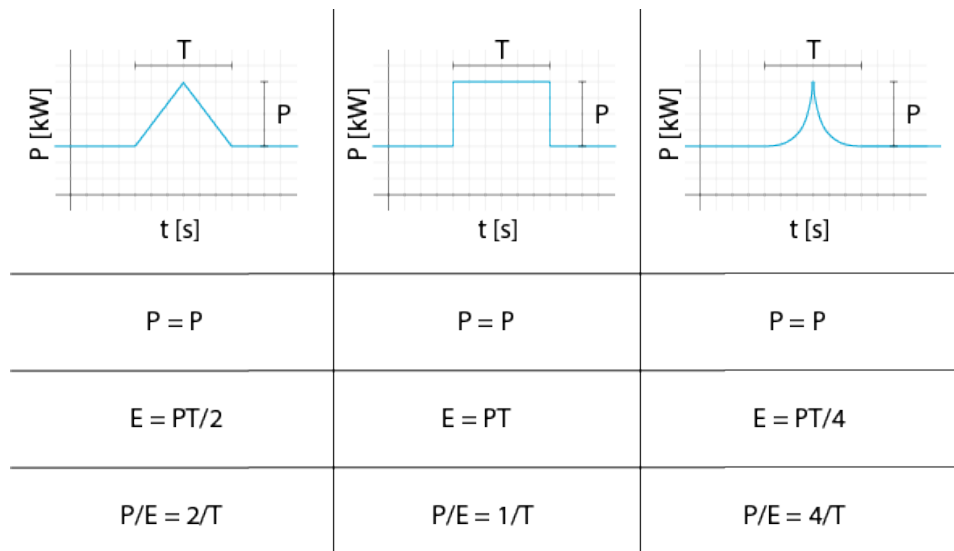 T
T
T
P [kW]
P
P [kW]
P
P [kW]
P
t [s]
t [s]
t [s]
P = P
P = P
P = P
E = PT/2
E = PT
E = PT/4
P/E = 2/T
P/E = 1/T
P/E = 4/T